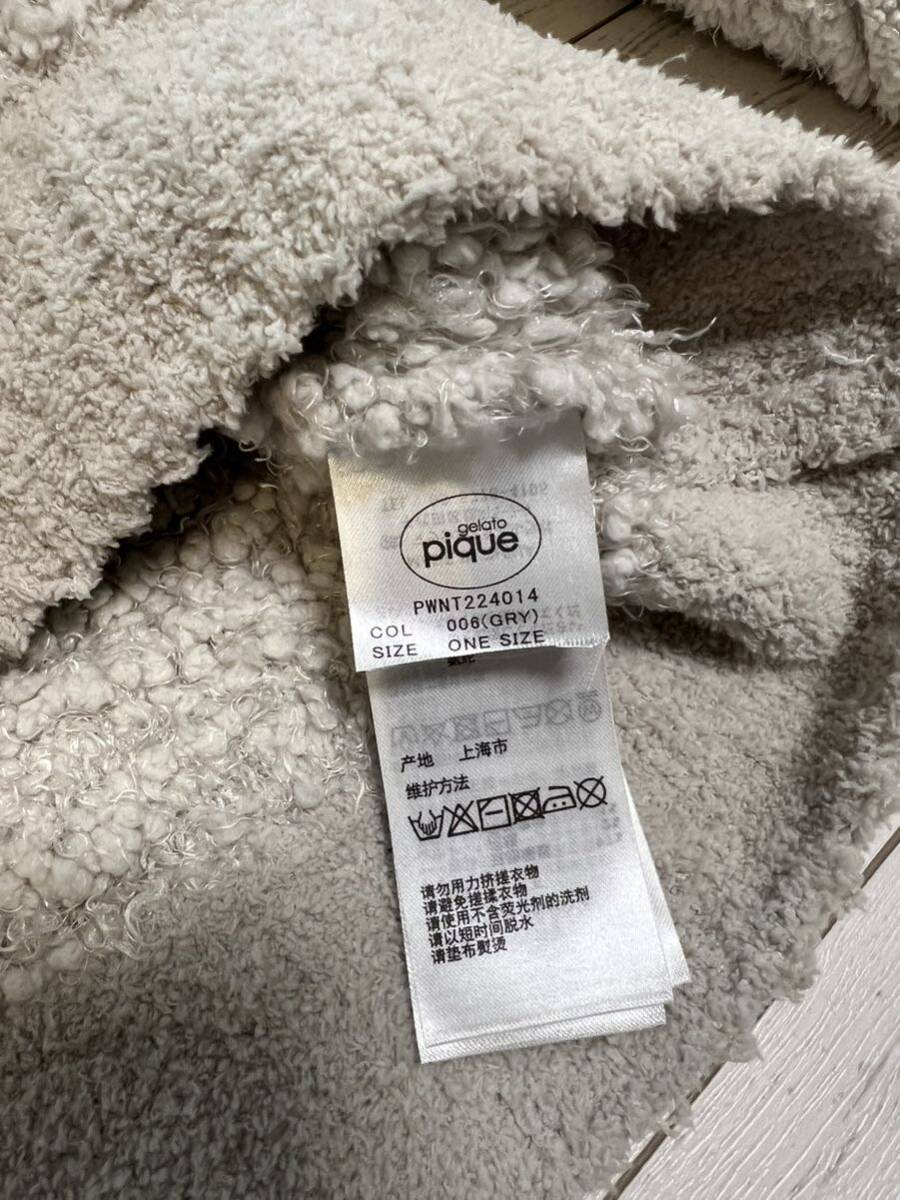 gelato
pique
PWNT224014
COL 006(GRY)
SIZE ONE SIZE
产地 上海市
维护方法
请勿用力挤搓衣物
请避免搓揉衣物
请使用不含荧光剂的洗剂
请以短时间脱水
请垫布熨烫